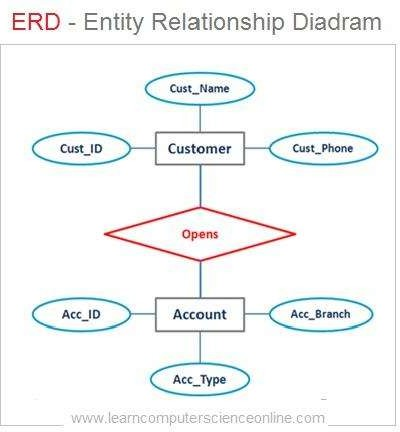 ERD - Entity Relationship Diadram
Cust_Name
Cust_ID
Customer
Cust_Phone
Opens
Acc_ID
Account
Acc_Branch
Acc_Type
www.learncomputerscienceonline.com